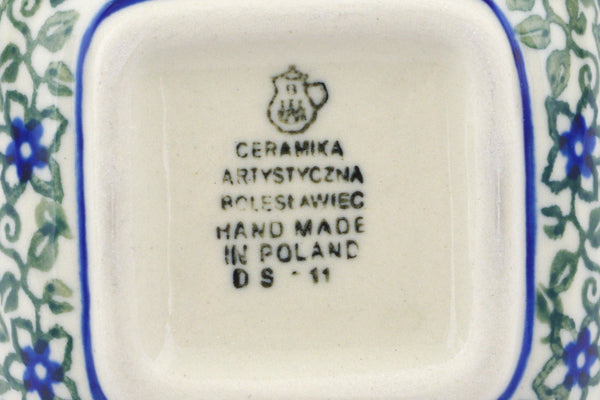 CERAMIKA
ARTYSTYCZNA
BOLESŁAWIEC
HAND MADE
IN POLAND
DS - 11